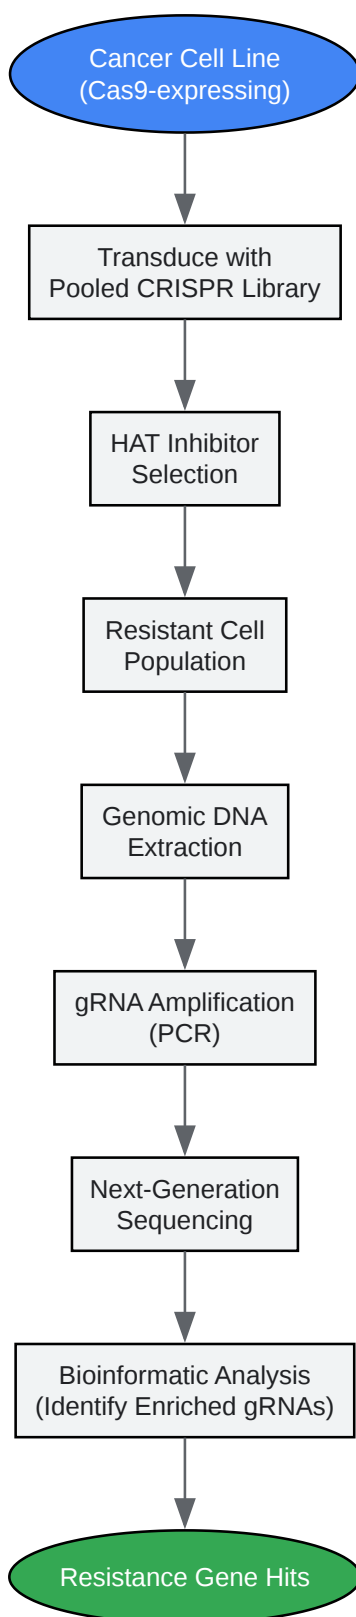 Cancer Cell Line
(Cas9-expressing)
Transduce with
Pooled CRISPR Library
HAT Inhibitor
Selection
Resistant Cell
Population
Genomic DNA
Extraction
gRNA Amplification
(PCR)
Next-Generation
Sequencing
Bioinformatic Analysis
(Identify Enriched gRNAs)
Resistance Gene Hits